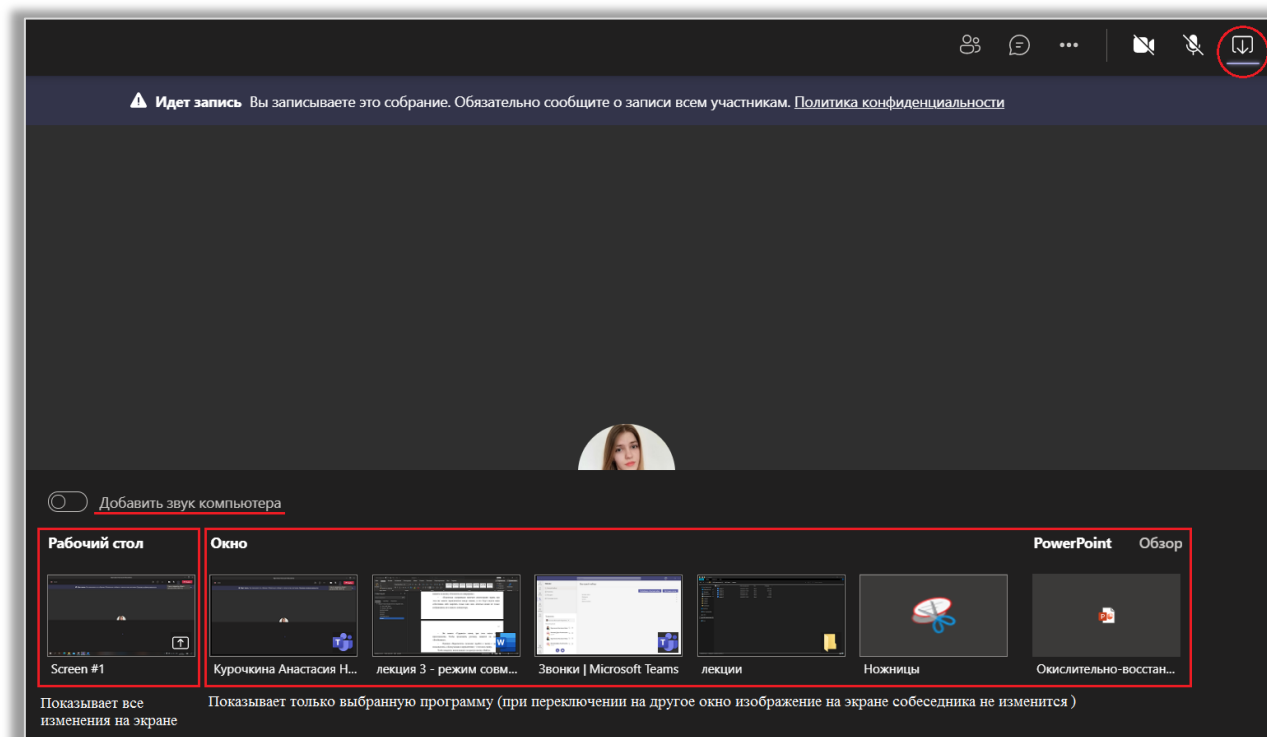 Идет запись Вы записываете это собрание. Обязательно сообщите о записи всем участникам. Политика конфиденциальности
Добавить звук компьютера
Рабочий стол Окно PowerPoint Обзор
Screen #1 Курочкина Анастасия Н... лекция 3 - режим совм... Звонки | Microsoft Teams лекции Ножницы Окислительно-восстан...
Показывает все
изменения на экране
Показывает только выбранную программу (при переключении на другое окно изображение на экране собеседника не изменится )